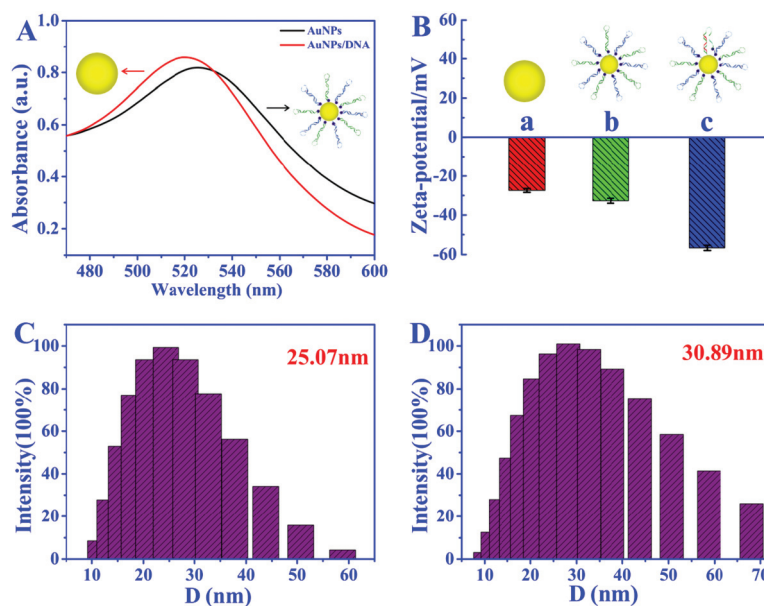 A
AuNPs
AuNPs/DNA
Absorbance (a.u.)
1.0
0.8
0.6
0.4
0.2
480 500 520 540 560 580 600
Wavelength (nm)
B
Zeta-potential/mV
60
40
20
0
-20
-40
-60
a b c
C
25.07nm
Intensity(100%)
100
80
60
40
20
0
10 20 30 40 50 60
D (nm)
D
30.89nm
Intensity(100%)
100
80
60
40
20
0
10 20 30 40 50 60 70
D (nm)